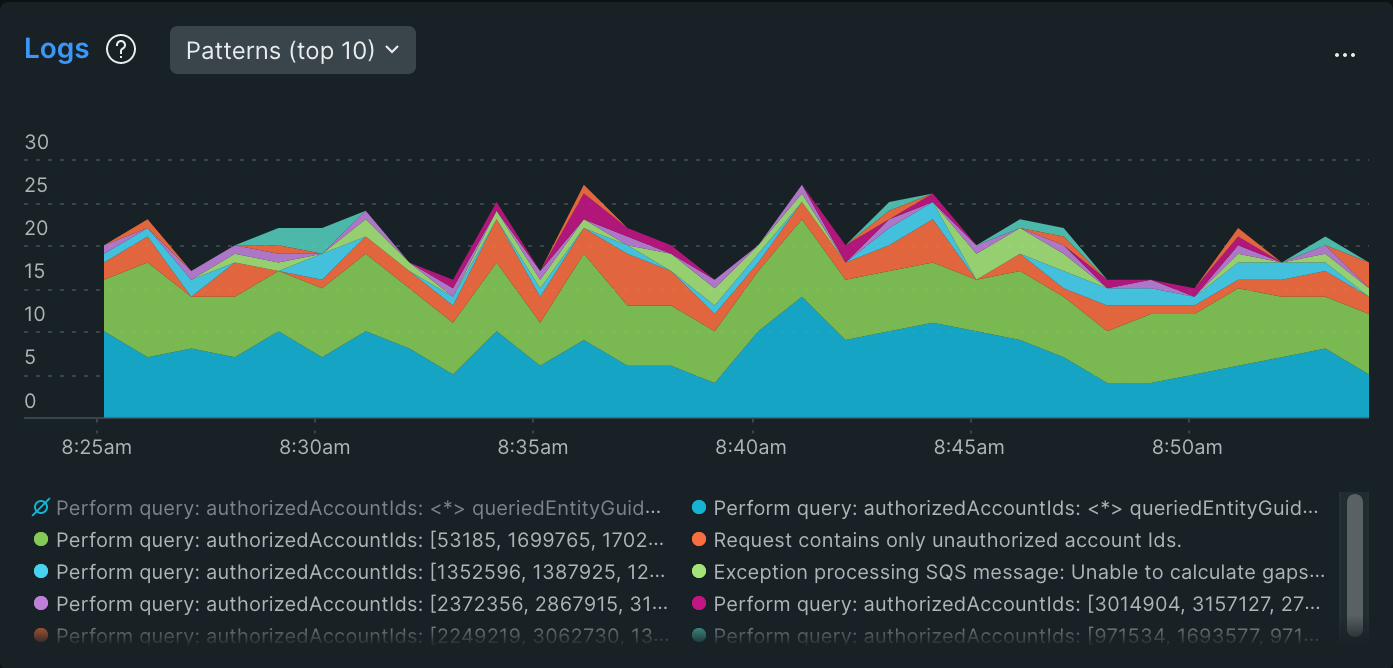 Logs ? Patterns (top 10)
...
30
25
20
15
10
5
0
8:25am 8:30am 8:35am 8:40am 8:45am 8:50am
Perform query: authorizedAccountIds: <*> queriedEntityGuid...
Perform query: authorizedAccountIds: <*> queriedEntityGuid...
Perform query: authorizedAccountIds: [53185, 1699765, 1702...
Request contains only unauthorized account Ids.
Perform query: authorizedAccountIds: [1352596, 1387925, 12...
Exception processing SQS message: Unable to calculate gaps...
Perform query: authorizedAccountIds: [2372356, 2867915, 31...
Perform query: authorizedAccountIds: [3014904, 3157127, 27...
Perform query: authorizedAccountIds: [2249219, 3062730, 13...
Perform query: authorizedAccountIds: [971534, 1693577, 971...